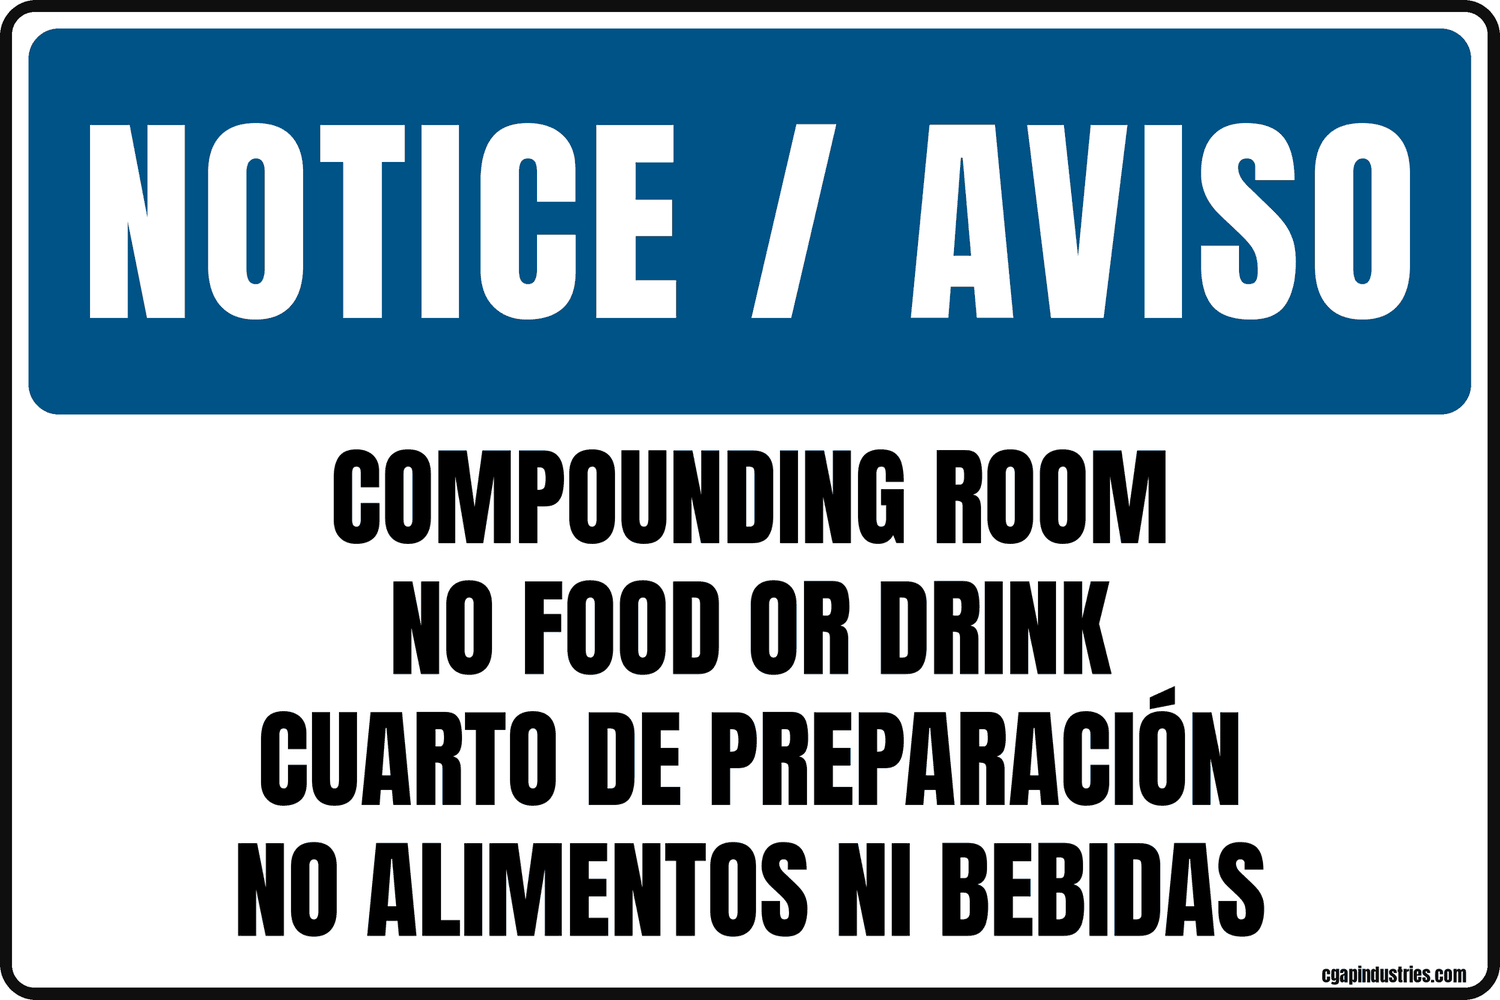 NOTICE / AVISO
COMPOUNDING ROOM
NO FOOD OR DRINK
CUARTO DE PREPARACIÓN
NO ALIMENTOS NI BEBIDAS
cgapindustries.com